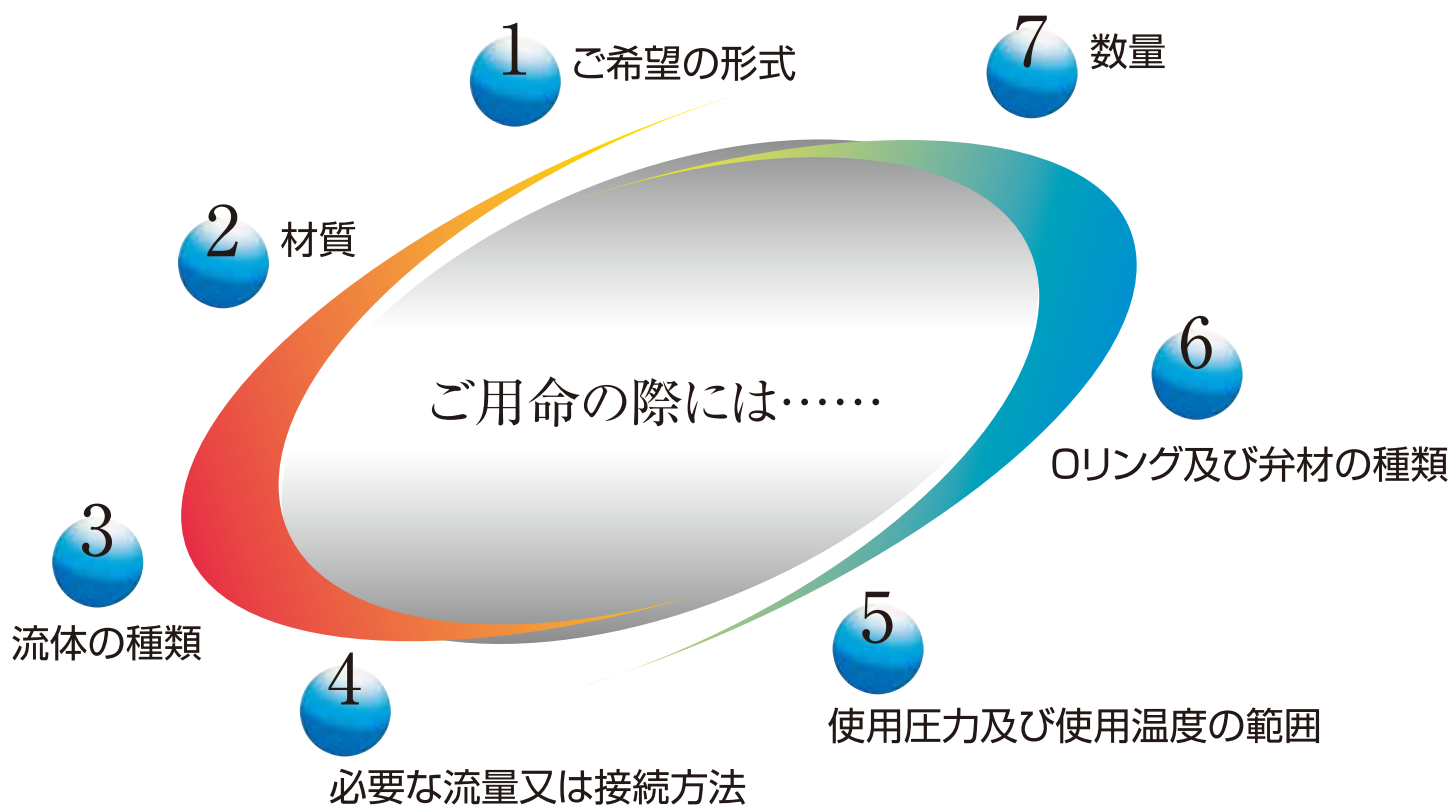 ご用命の際には……
1
ご希望の形式
2
材質
3
流体の種類
4
必要な流量又は接続方法
5
使用圧力及び使用温度の範囲
6
Oリング及び弁材の種類
7
数量